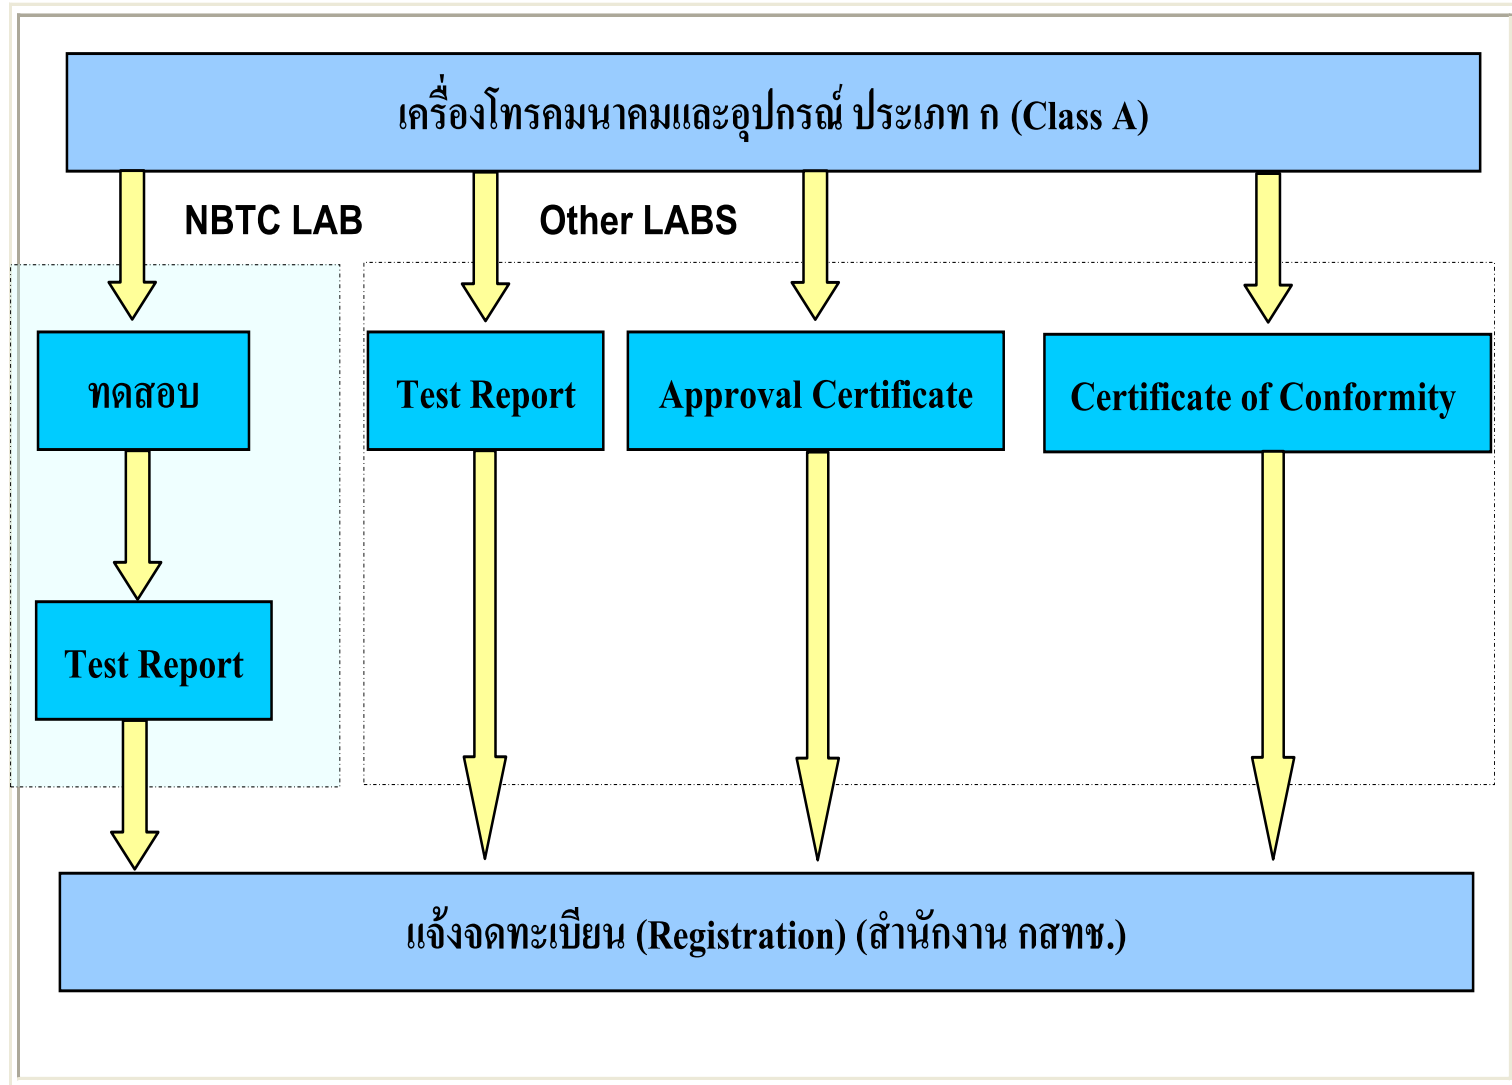 เครื่องโทรคมนาคมและอุปกรณ์ ประเภท ก (Class A)
NBTC LAB
Other LABS
ทดสอบ
Test Report
Approval Certificate
Certificate of Conformity
Test Report
แจ้งจดทะเบียน (Registration) (สำนักงาน กสทช.)